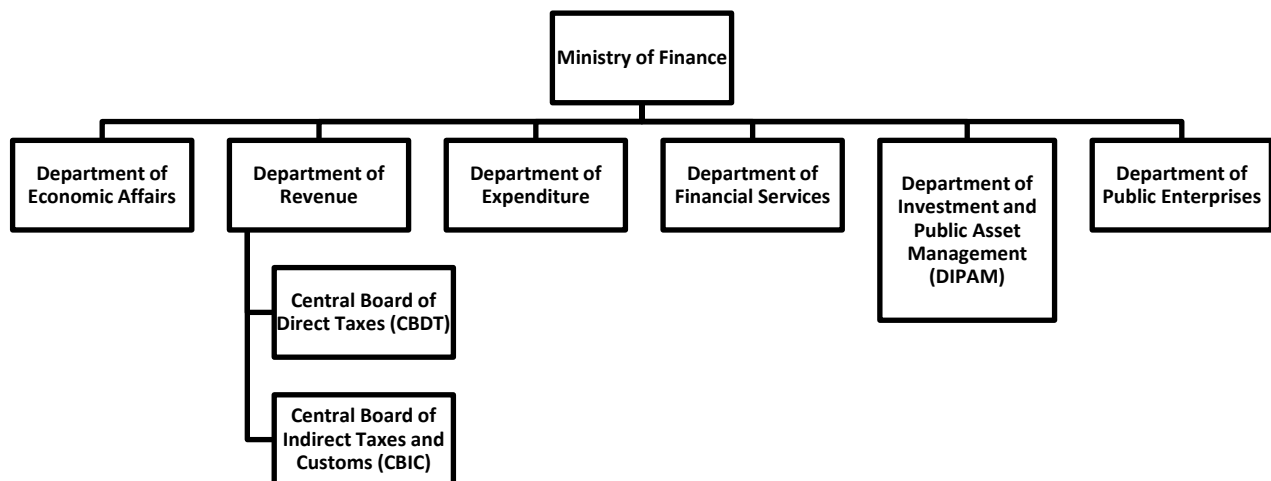 Ministry of Finance
Department of
Economic Affairs
Department of
Revenue
Department of
Expenditure
Department of
Financial Services
Department of
Investment and
Public Asset
Management
(DIPAM)
Department of
Public Enterprises
Central Board of
Direct Taxes (CBDT)
Central Board of
Indirect Taxes and
Customs (CBIC)